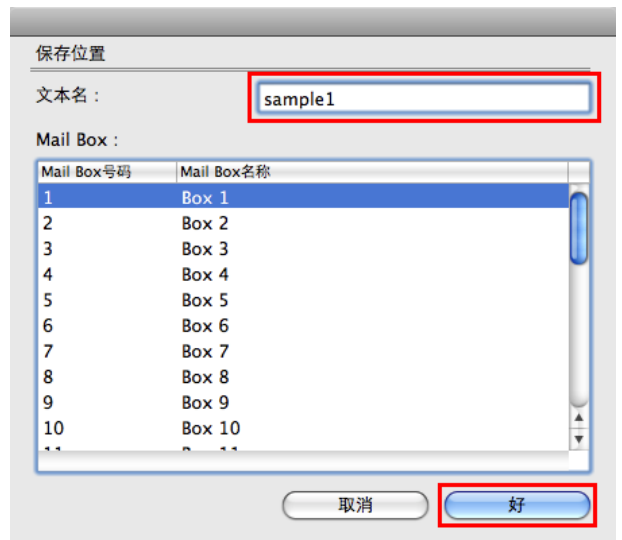 保存位置
文本名：
sample1
Mail Box：
Mail Box号码 Mail Box名称
1 Box 1
2 Box 2
3 Box 3
4 Box 4
5 Box 5
6 Box 6
7 Box 7
8 Box 8
9 Box 9
10 Box 10
取消 好